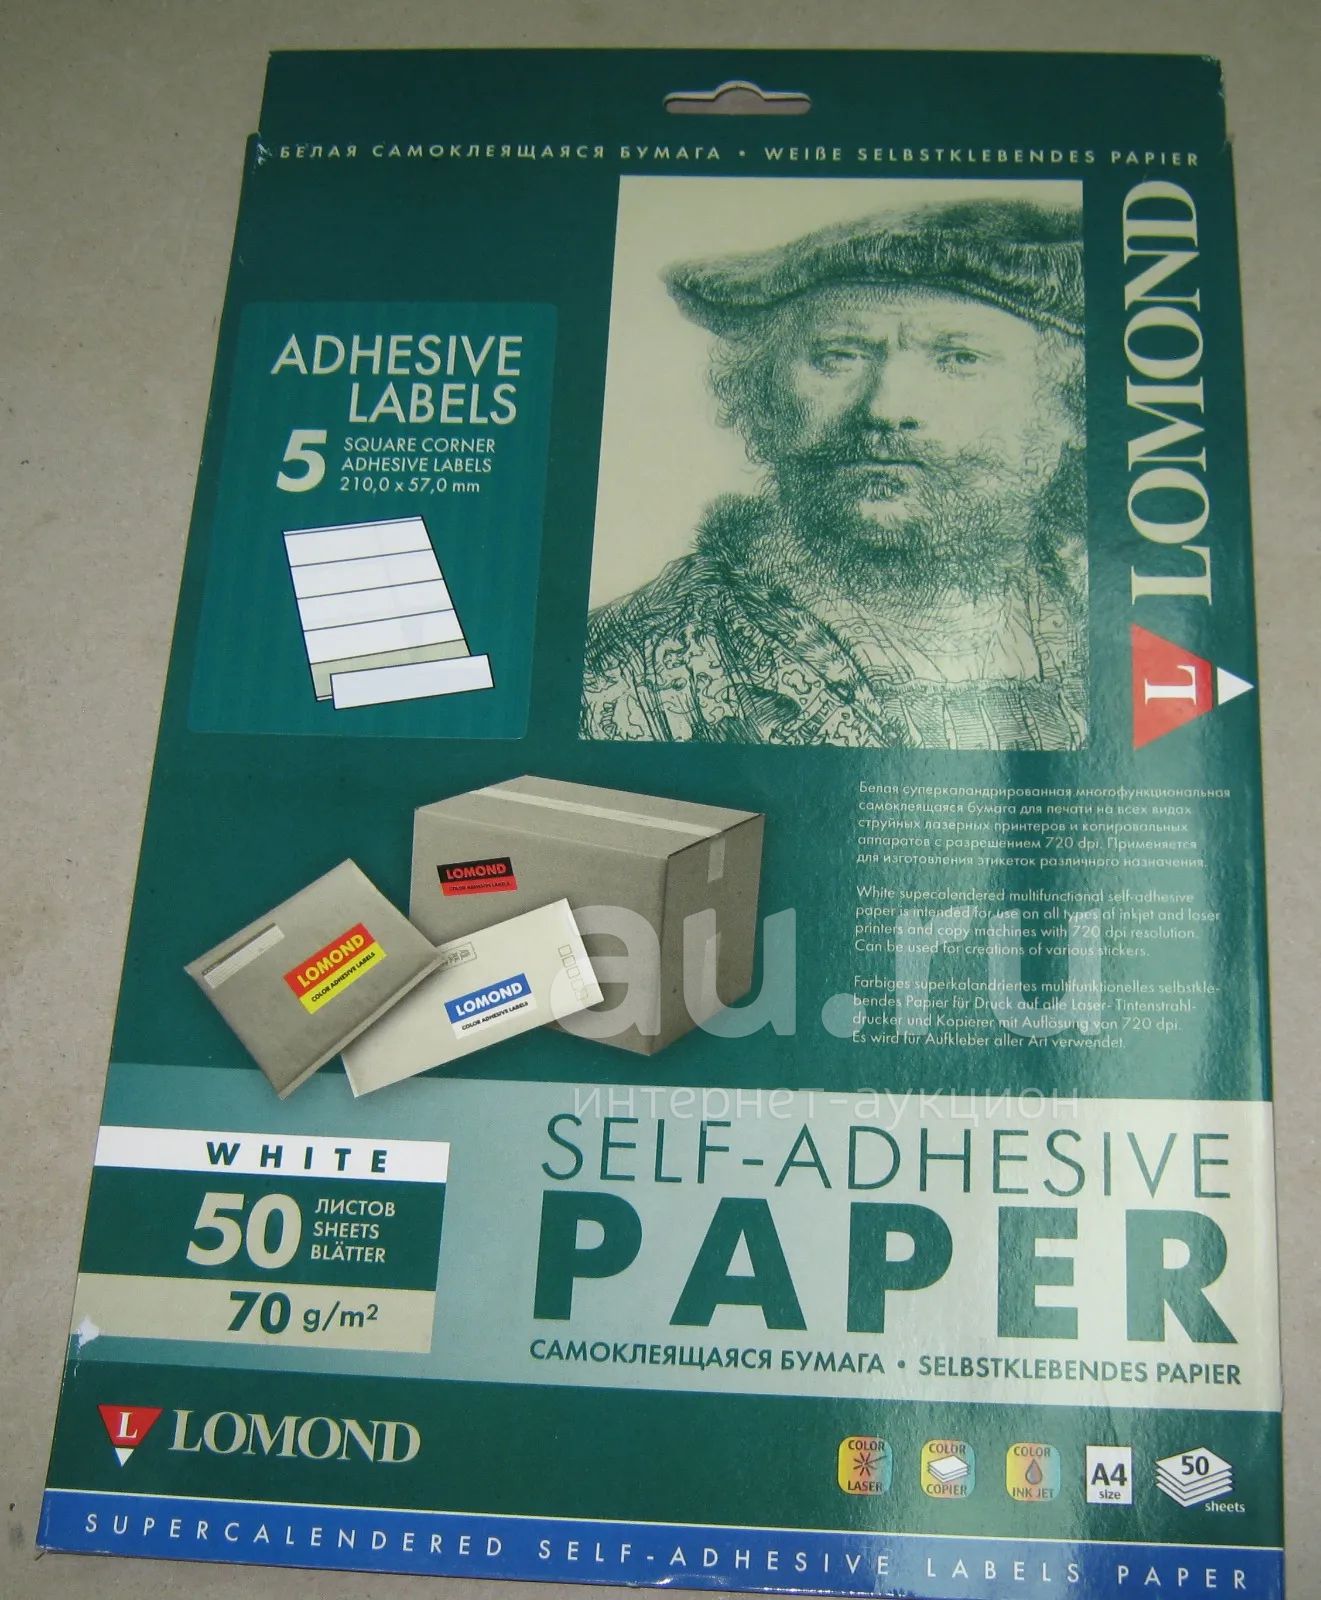 БЕЛАЯ САМОКЛЕЯЩАЯСЯ БУМАГА • WEIßE SELBSTKLEBENDES PAPIER
LOMOND
L
ADHESIVE
LABELS
5 SQUARE CORNER
ADHESIVE LABELS
210,0 x 57,0 mm
Белая суперкаландрированная многофункциональная
самоклеящаяся бумага для печати на всех видах
струйных лазерных принтеров и копировальных
аппаратов с разрешением 720 dpi. Применяется
для изготовления этикеток различного назначения.
White supecalendered multifunctional self-adhesive
paper is intended for use on all types of inkjet and laser
printers and copy machines with 720 dpi resolution.
Can be used for creations of various stickers.
Farbiges superkalandriertes multifunktionelles selbstkle-
bendes Papier für Druck auf alle Laser- Tintenstrahl-
drucker und Kopierer mit Auflösung von 720 dpi.
Es wird für Aufkleber aller Art verwendet.
LOMOND
COLOR ADHESIVE LABELS
LOMOND
COLOR ADHESIVE LABELS
LOMOND
COLOR ADHESIVE LABELS
au.ru
интернет-аукцион
WHITE
50 ЛИСТОВ
SHEETS
BLÄTTER
70 g/m²
SELF-ADHESIVE
PAPER
САМОКЛЕЯЩАЯСЯ БУМАГА • SELBSTKLEBENDES PAPIER
L LOMOND
COLOR
LASER
COLOR
COPIER
COLOR
INK JET
A4
size
50
sheets
SUPERCALENDERED SELF-ADHESIVE LABELS PAPER